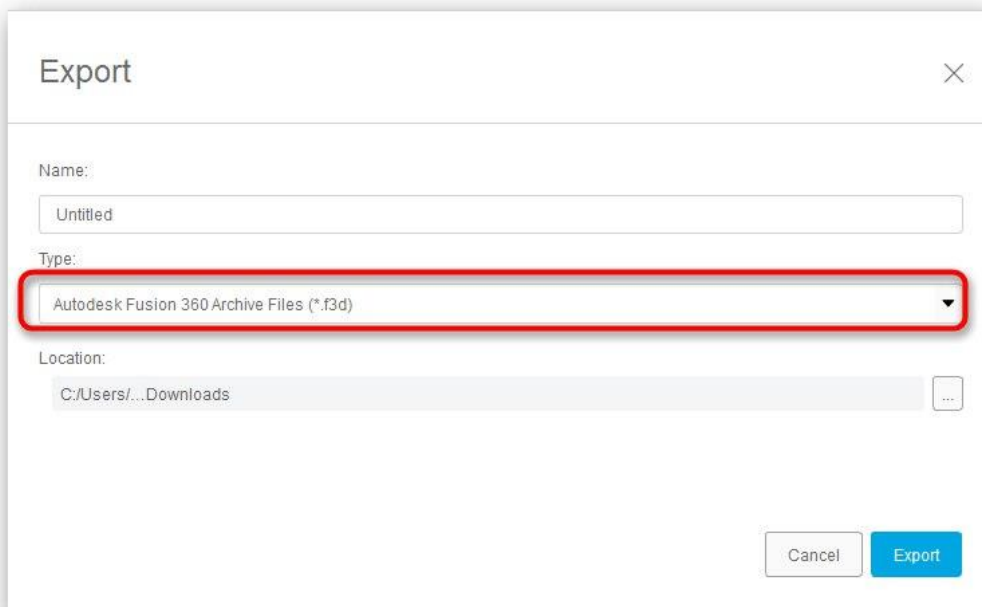 Export
Name:
Untitled
Type:
Autodesk Fusion 360 Archive Files (*.f3d)
Location:
C:/Users/...Downloads
...
Cancel
Export